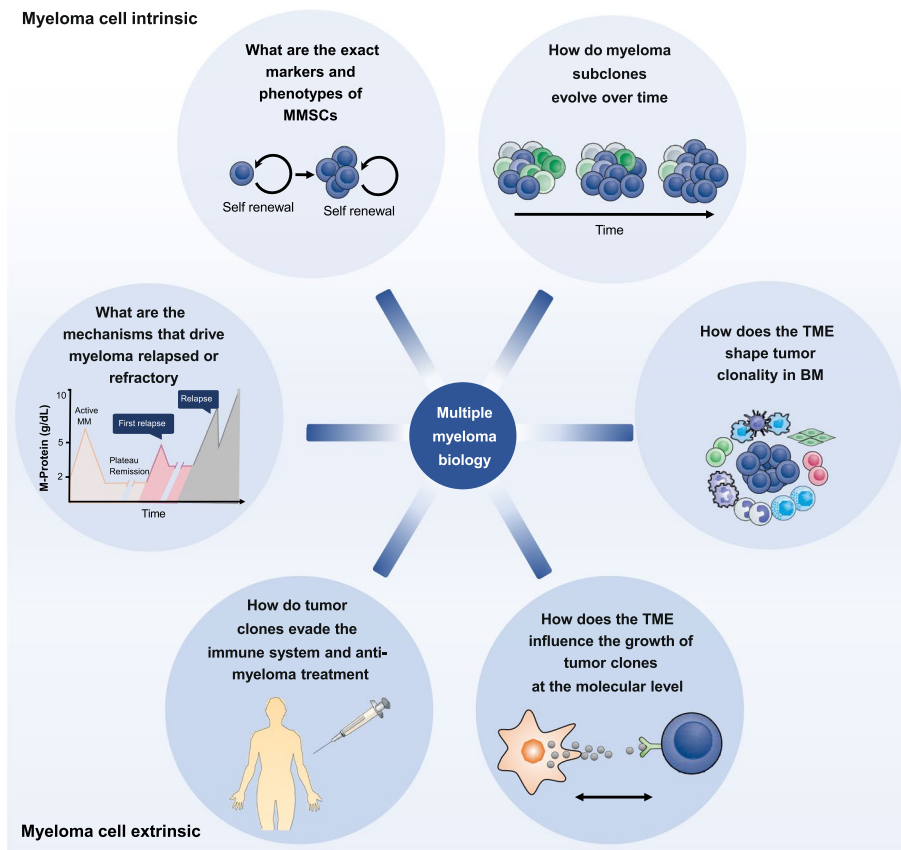 Myeloma cell intrinsic
What are the exact
markers and
phenotypes of
MMSCs
Self renewal
Self renewal
How do myeloma
subclones
evolve over time
Time
What are the
mechanisms that drive
myeloma relapsed or
refractory
M-Protein (g/dL)
10
5
2
Active
MM
Plateau
Remission
First relapse
Relapse
Time
Multiple
myeloma
biology
How does the TME
shape tumor
clonality in BM
How do tumor
clones evade the
immune system and anti-
myeloma treatment
How does the TME
influence the growth of
tumor clones
at the molecular level
Myeloma cell extrinsic